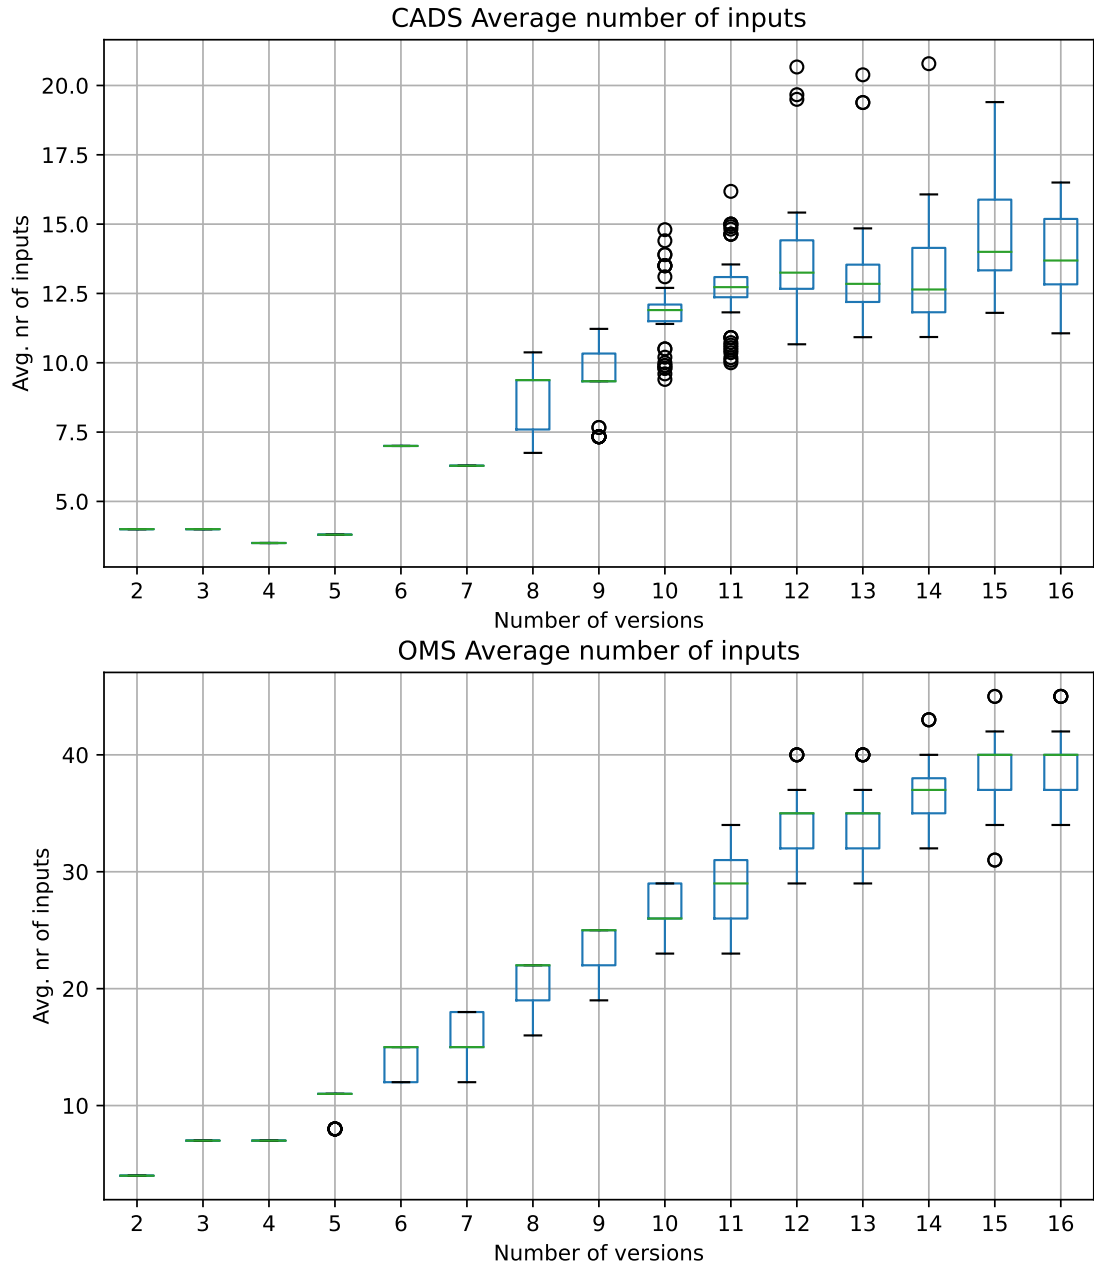 CADS Average number of inputs
Avg. nr of inputs
20.0
17.5
15.0
12.5
10.0
7.5
5.0
2 3 4 5 6 7 8 9 10 11 12 13 14 15 16
Number of versions
OMS Average number of inputs
Avg. nr of inputs
40
30
20
10
2 3 4 5 6 7 8 9 10 11 12 13 14 15 16
Number of versions